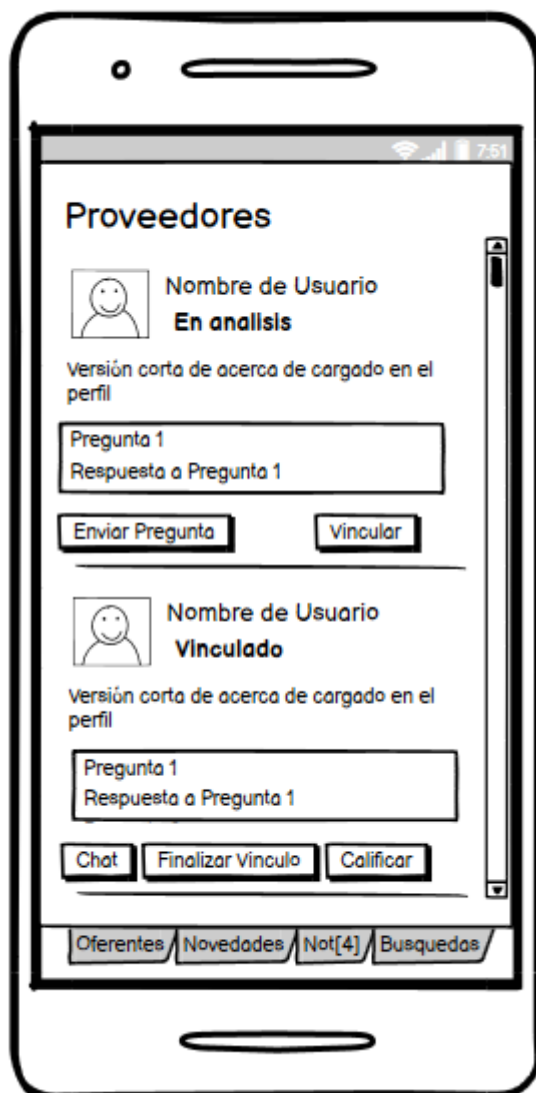 7:51
Proveedores
Nombre de Usuario
En analisis
Versión corta de acerca de cargado en el
perfil
Pregunta 1
Respuesta a Pregunta 1
Enviar Pregunta
Vincular
Nombre de Usuario
Vinculado
Versión corta de acerca de cargado en el
perfil
Pregunta 1
Respuesta a Pregunta 1
Chat
Finalizar Vinculo
Calificar
Oferentes
Novedades
Not[4]
Busquedas